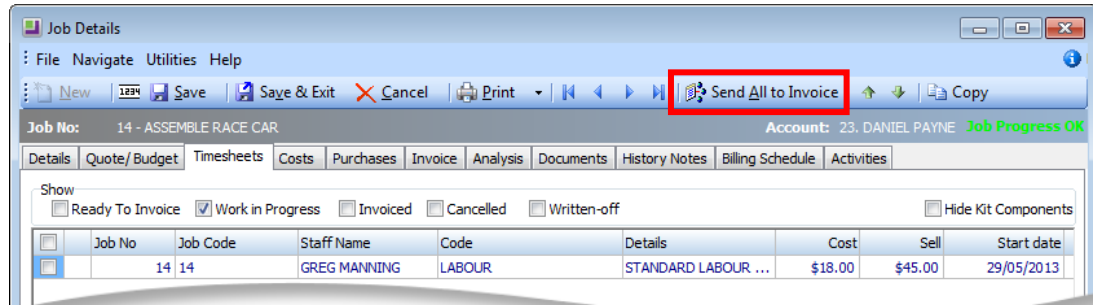 Job Details
File Navigate Utilities Help
New 1234 Save Save & Exit Cancel Print Send All to Invoice Copy
Job No: 14 - ASSEMBLE RACE CAR Account: 23. DANIEL PAYNE Job Progress OK
Details Quote/Budget Timesheets Costs Purchases Invoice Analysis Documents History Notes Billing Schedule Activities
Show
Ready To Invoice Work in Progress Invoiced Cancelled Written-off Hide Kit Components
Job No Job Code Staff Name Code Details Cost Sell Start date
14 14 GREG MANNING LABOUR STANDARD LABOUR ... $18.00 $45.00 29/05/2013